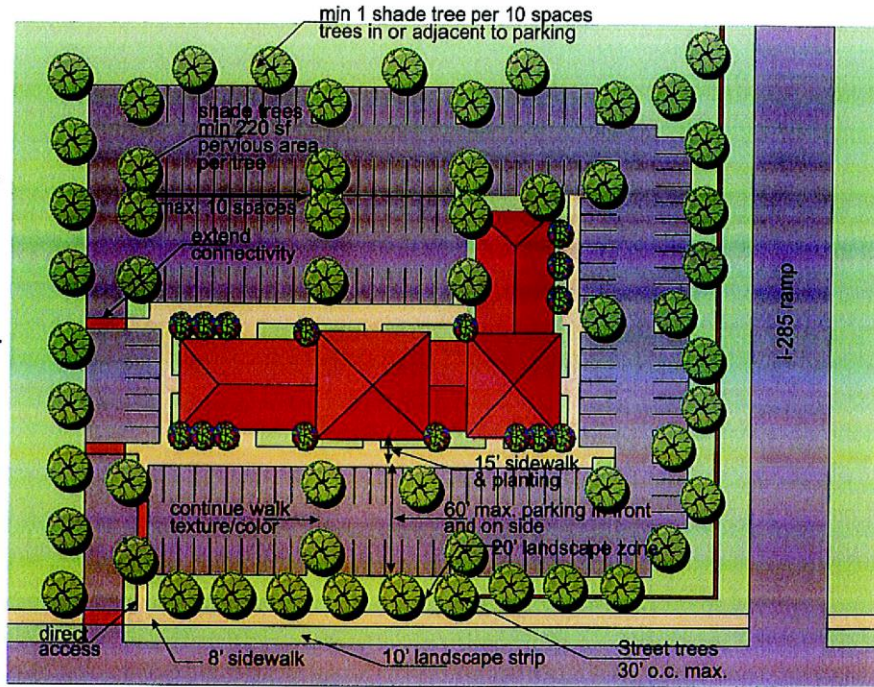 min 1 shade tree per 10 spaces
trees in or adjacent to parking
shade trees
min 220 sf
pervious area
per tree
max. 10 spaces
extend
connectivity
I-285 ramp
15' sidewalk
& planting
continue walk
texture/color
60' max. parking in front
and on side
20' landscape zone
direct
access
8' sidewalk
10' landscape strip
Street trees
30' o.c. max.